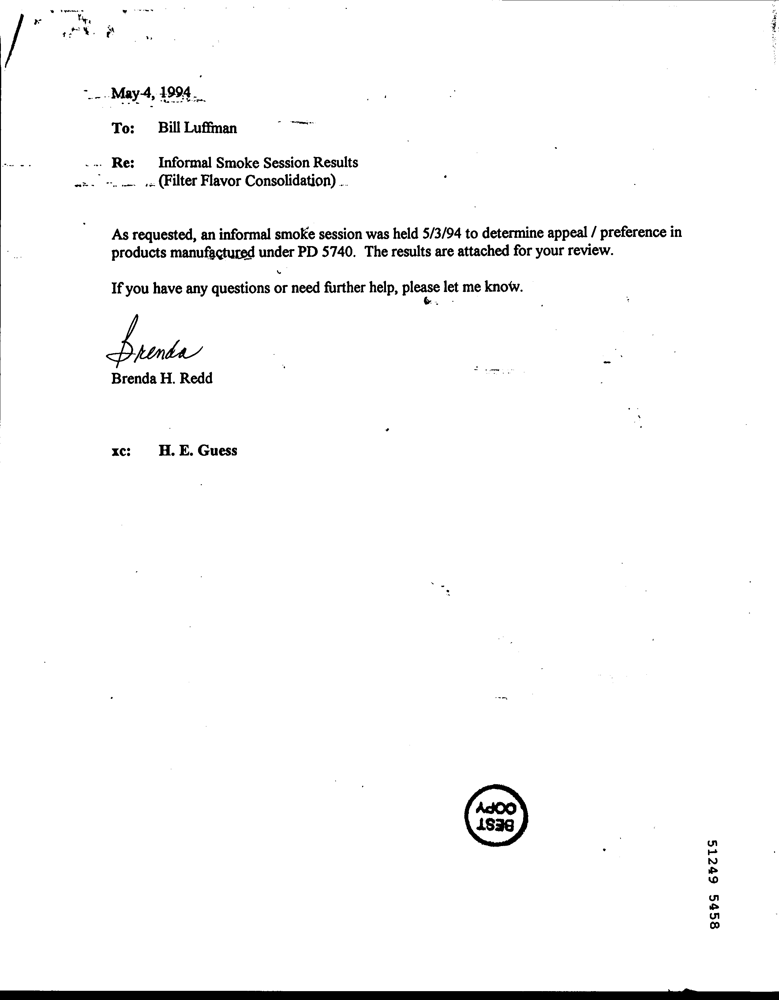 May 4, 1994
To: Bill Luffman
Re: Informal Smoke Session Results
(Filter Flavor Consolidation)
As requested, an informal smoke session was held 5/3/94 to determine appeal / preference in
products manufactured under PD 5740. The results are attached for your review.
If you have any questions or need further help, please let me know.
Brenda
Brenda H. Redd
xc: H. E. Guess
BEST
COPY
51249 5458